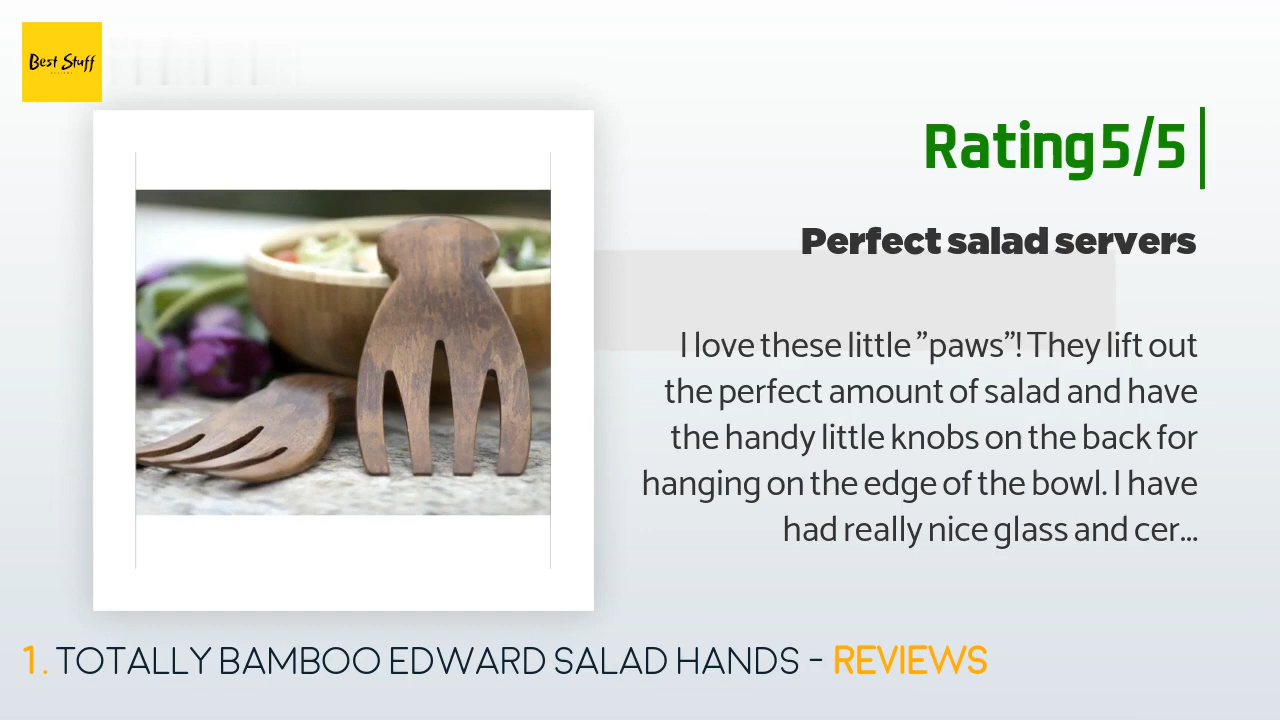 Best Stuff
Rating 5/5
Perfect salad servers
I love these little ”paws”! They lift out
the perfect amount of salad and have
the handy little knobs on the back for
hanging on the edge of the bowl. I have
had really nice glass and cer...
1. TOTALLY BAMBOO EDWARD SALAD HANDS - REVIEWS